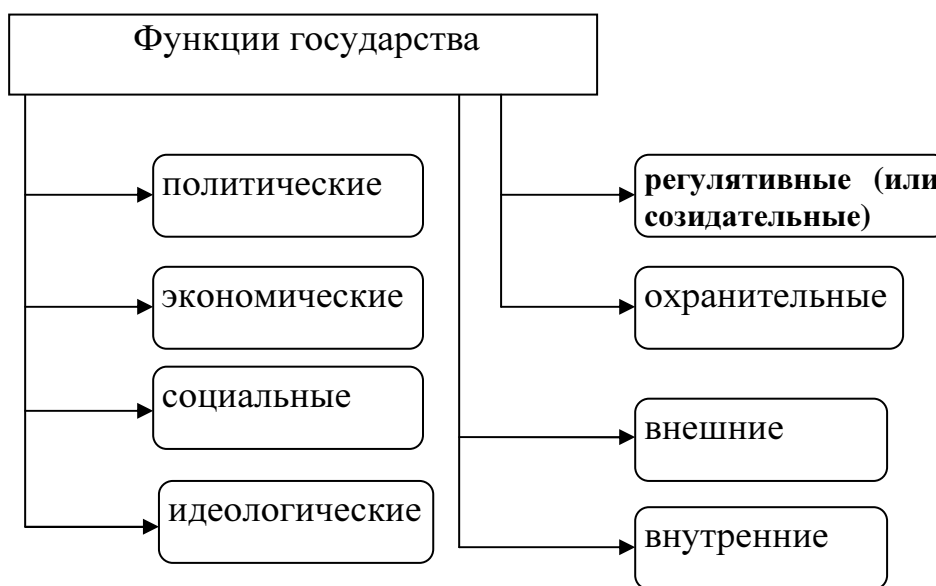 Функции государства
политические
экономические
социальные
идеологические
регулятивные (или
созидательные)
охранительные
внешние
внутренние